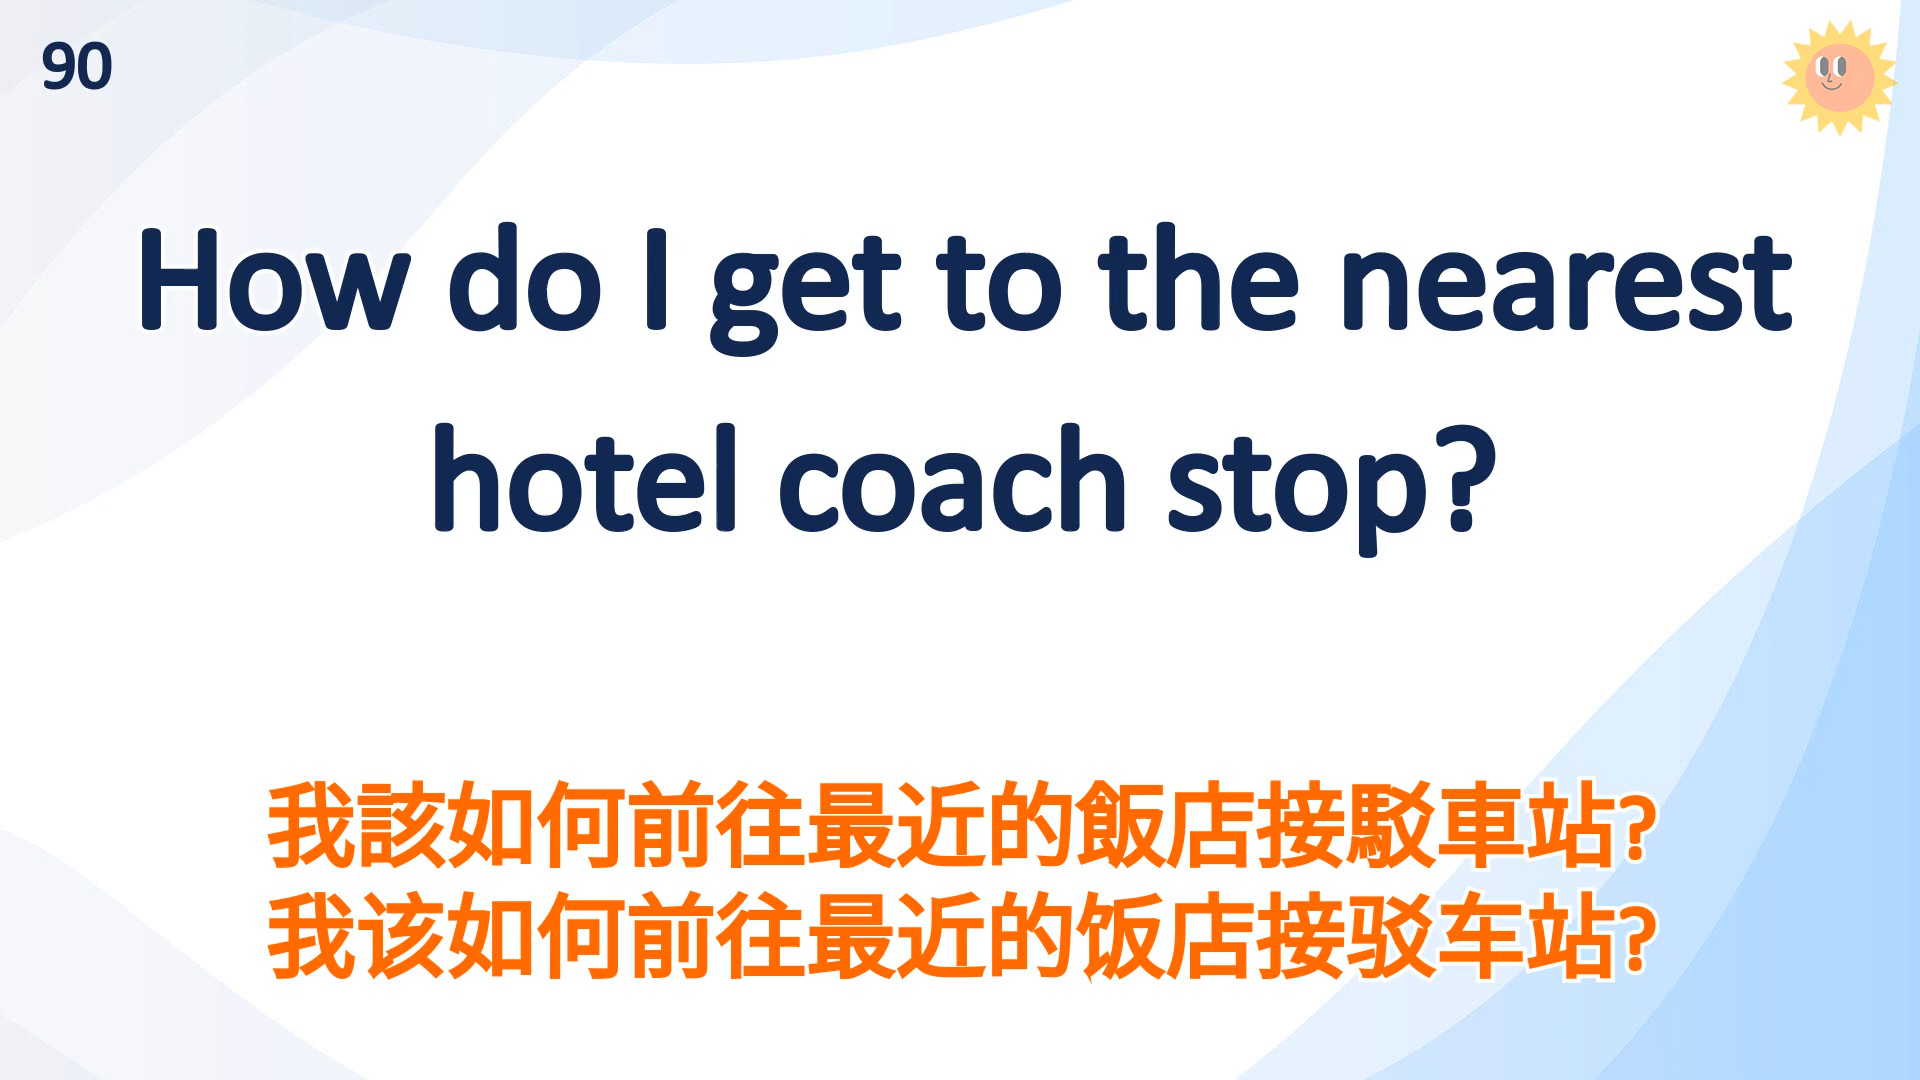 90
How do I get to the nearest
hotel coach stop?
我該如何前往最近的飯店接駁車站?
我该如何前往最近的饭店接驳车站?